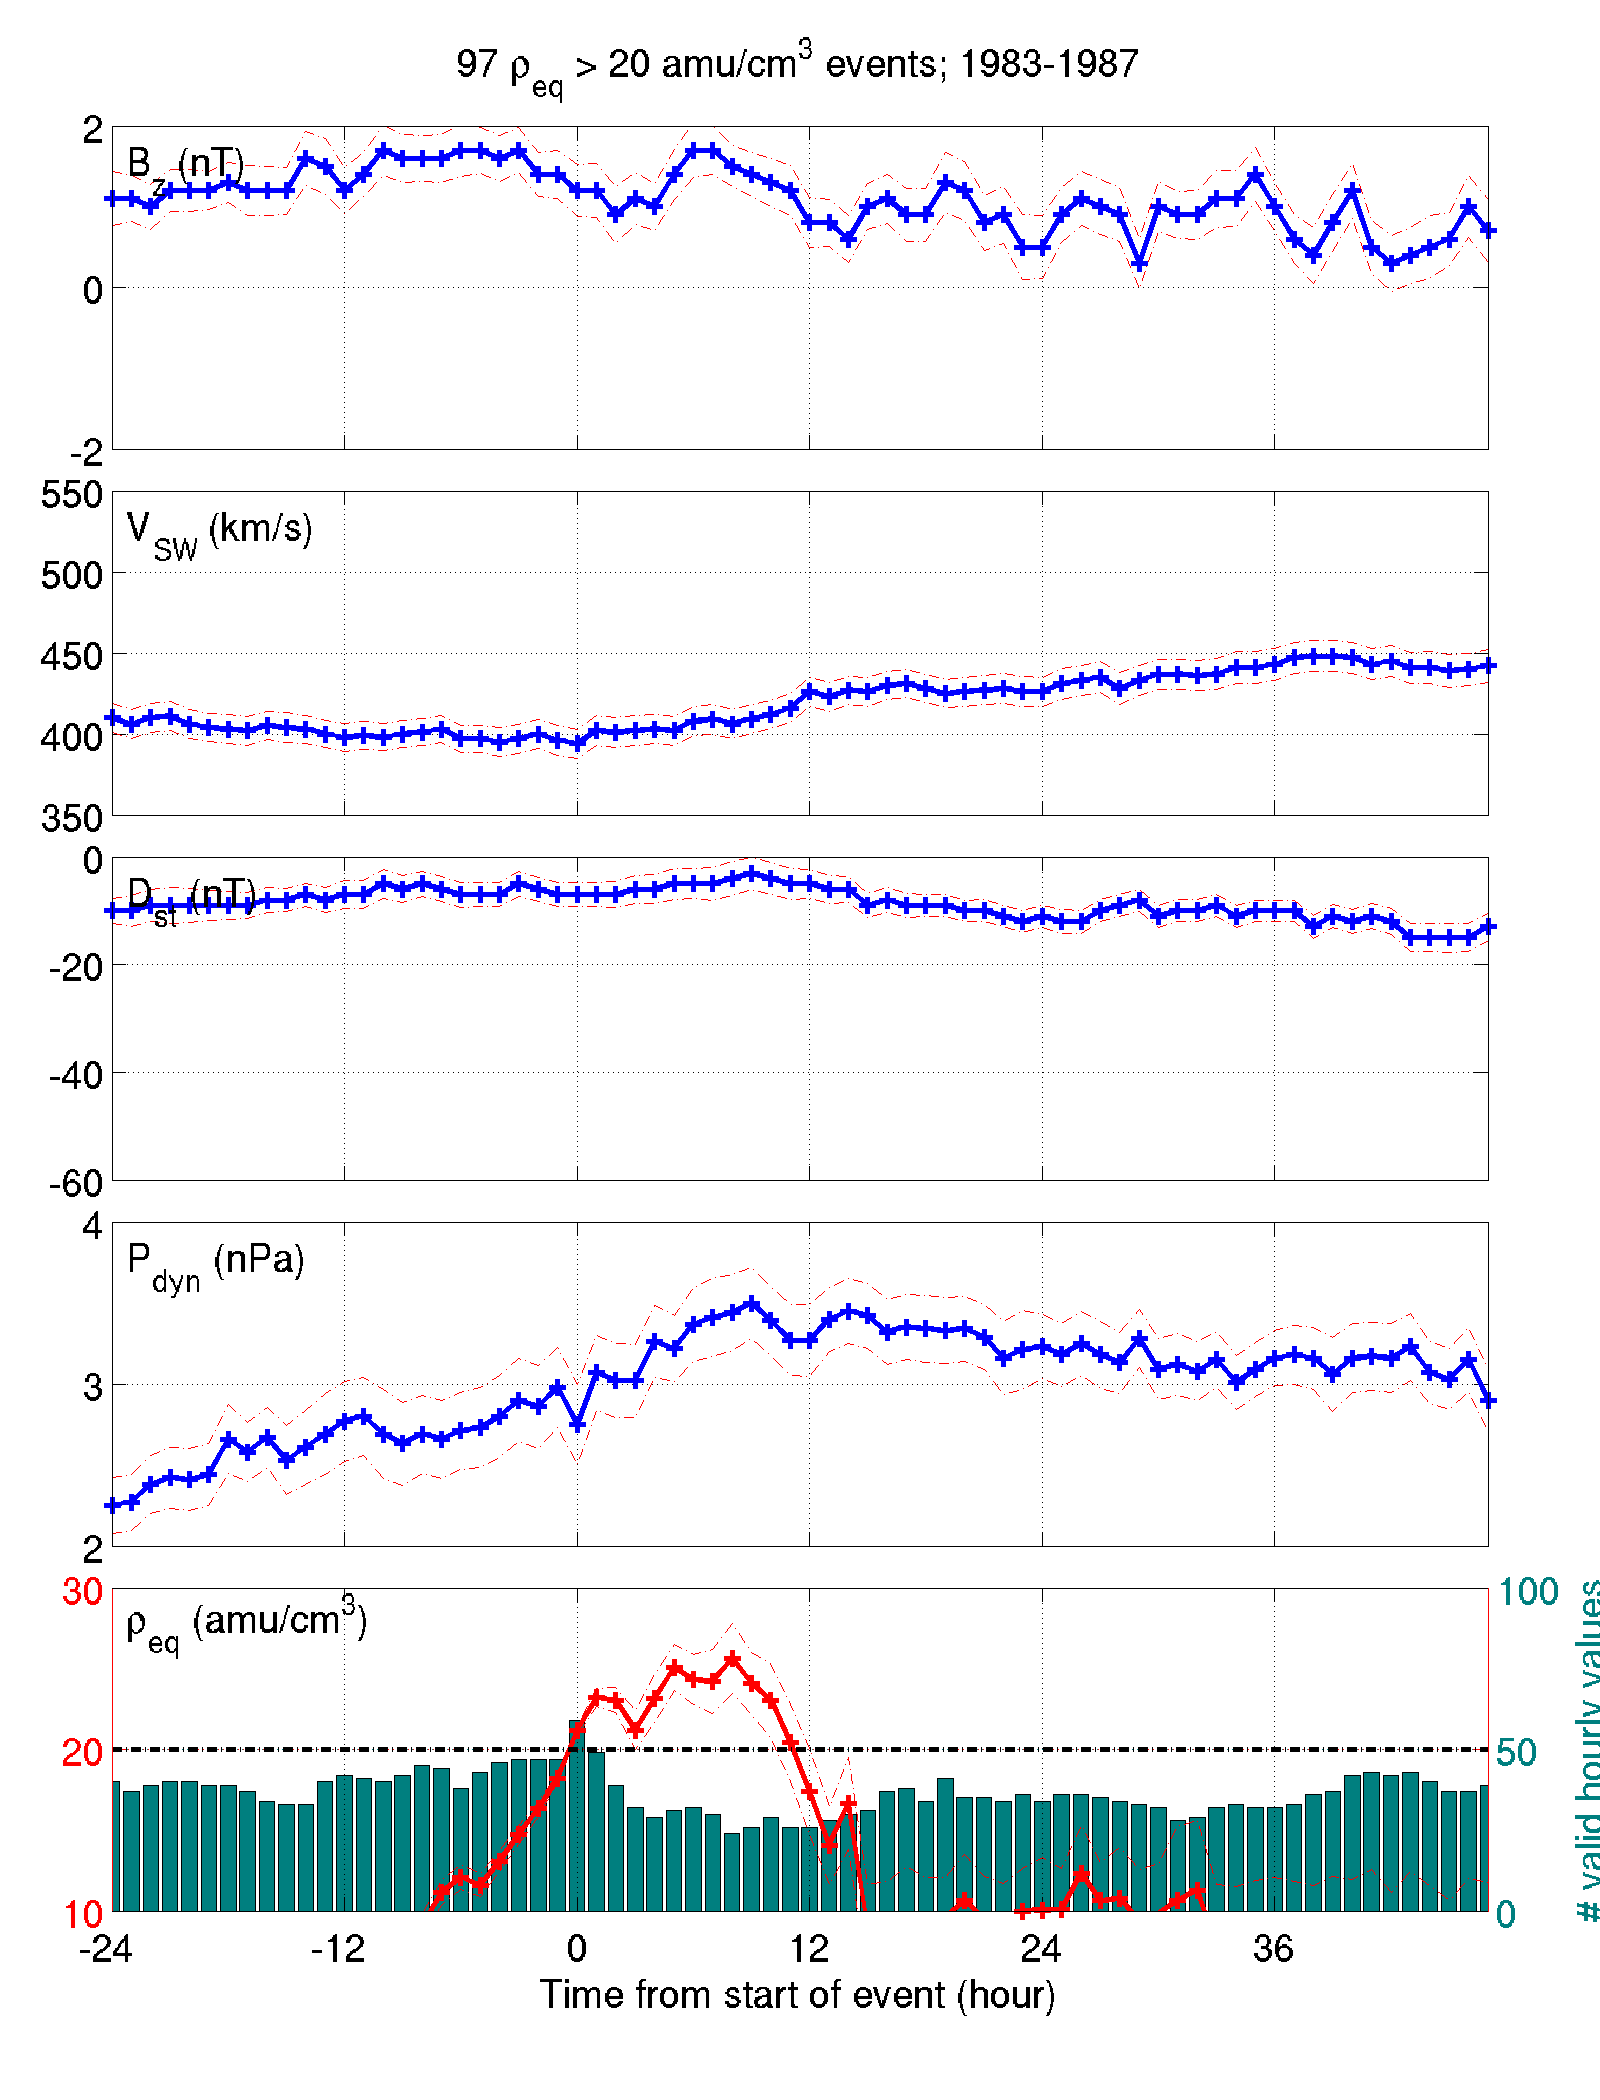 97 ρeq > 20 amu/cm³ events; 1983-1987
2
Bz (nT)
0
-2
550
VSW (km/s)
500
450
400
350
0
Dst (nT)
-20
-40
-60
4
Pdyn (nPa)
3
2
30 100
ρeq (amu/cm³)
20 50
10 0
# valid hourly values
-24 -12 0 12 24 36
Time from start of event (hour)